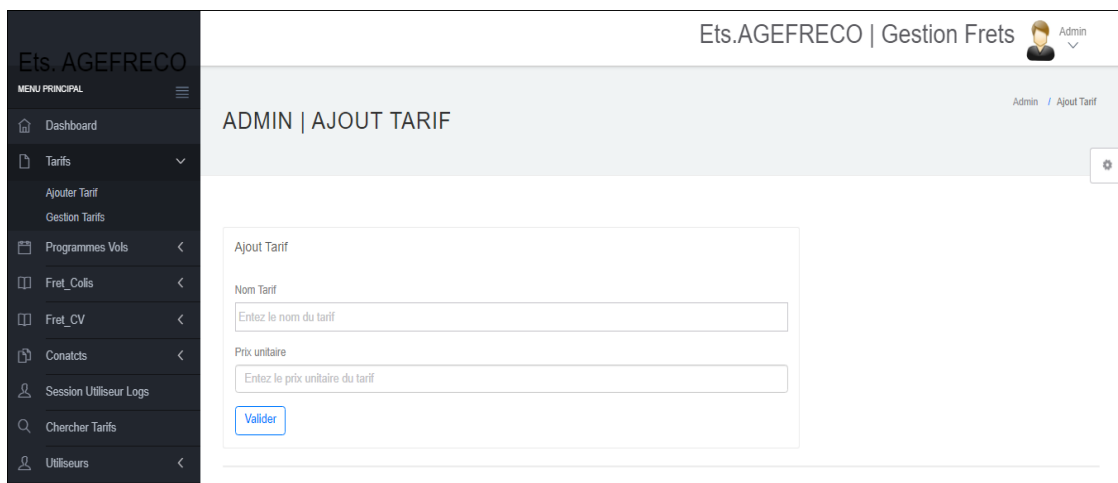 Ets. AGEFRECO
MENU PRINCIPAL
Dashboard
Tarifs
Ajouter Tarif
Gestion Tarifs
Programmes Vols
Fret_Colis
Fret_CV
Conatcts
Session Utiliseur Logs
Chercher Tarifs
Utiliseurs
Ets.AGEFRECO | Gestion Frets
Admin
ADMIN | AJOUT TARIF
Admin / Ajout Tarif
Ajout Tarif
Nom Tarif
Entez le nom du tarif
Prix unitaire
Entez le prix unitaire du tarif
Valider